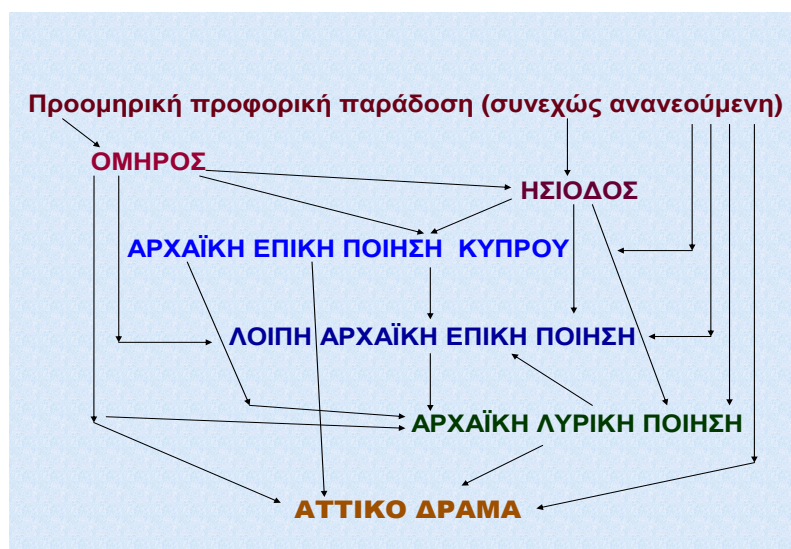 Προομηρική προφορική παράδοση (συνεχώς ανανεούμενη)
ΟΜΗΡΟΣ
ΗΣΙΟΔΟΣ
ΑΡΧΑΪΚΗ ΕΠΙΚΗ ΠΟΙΗΣΗ ΚΥΠΡΟΥ
ΛΟΙΠΗ ΑΡΧΑΪΚΗ ΕΠΙΚΗ ΠΟΙΗΣΗ
ΑΡΧΑΪΚΗ ΛΥΡΙΚΗ ΠΟΙΗΣΗ
ΑΤΤΙΚΟ ΔΡΑΜΑ